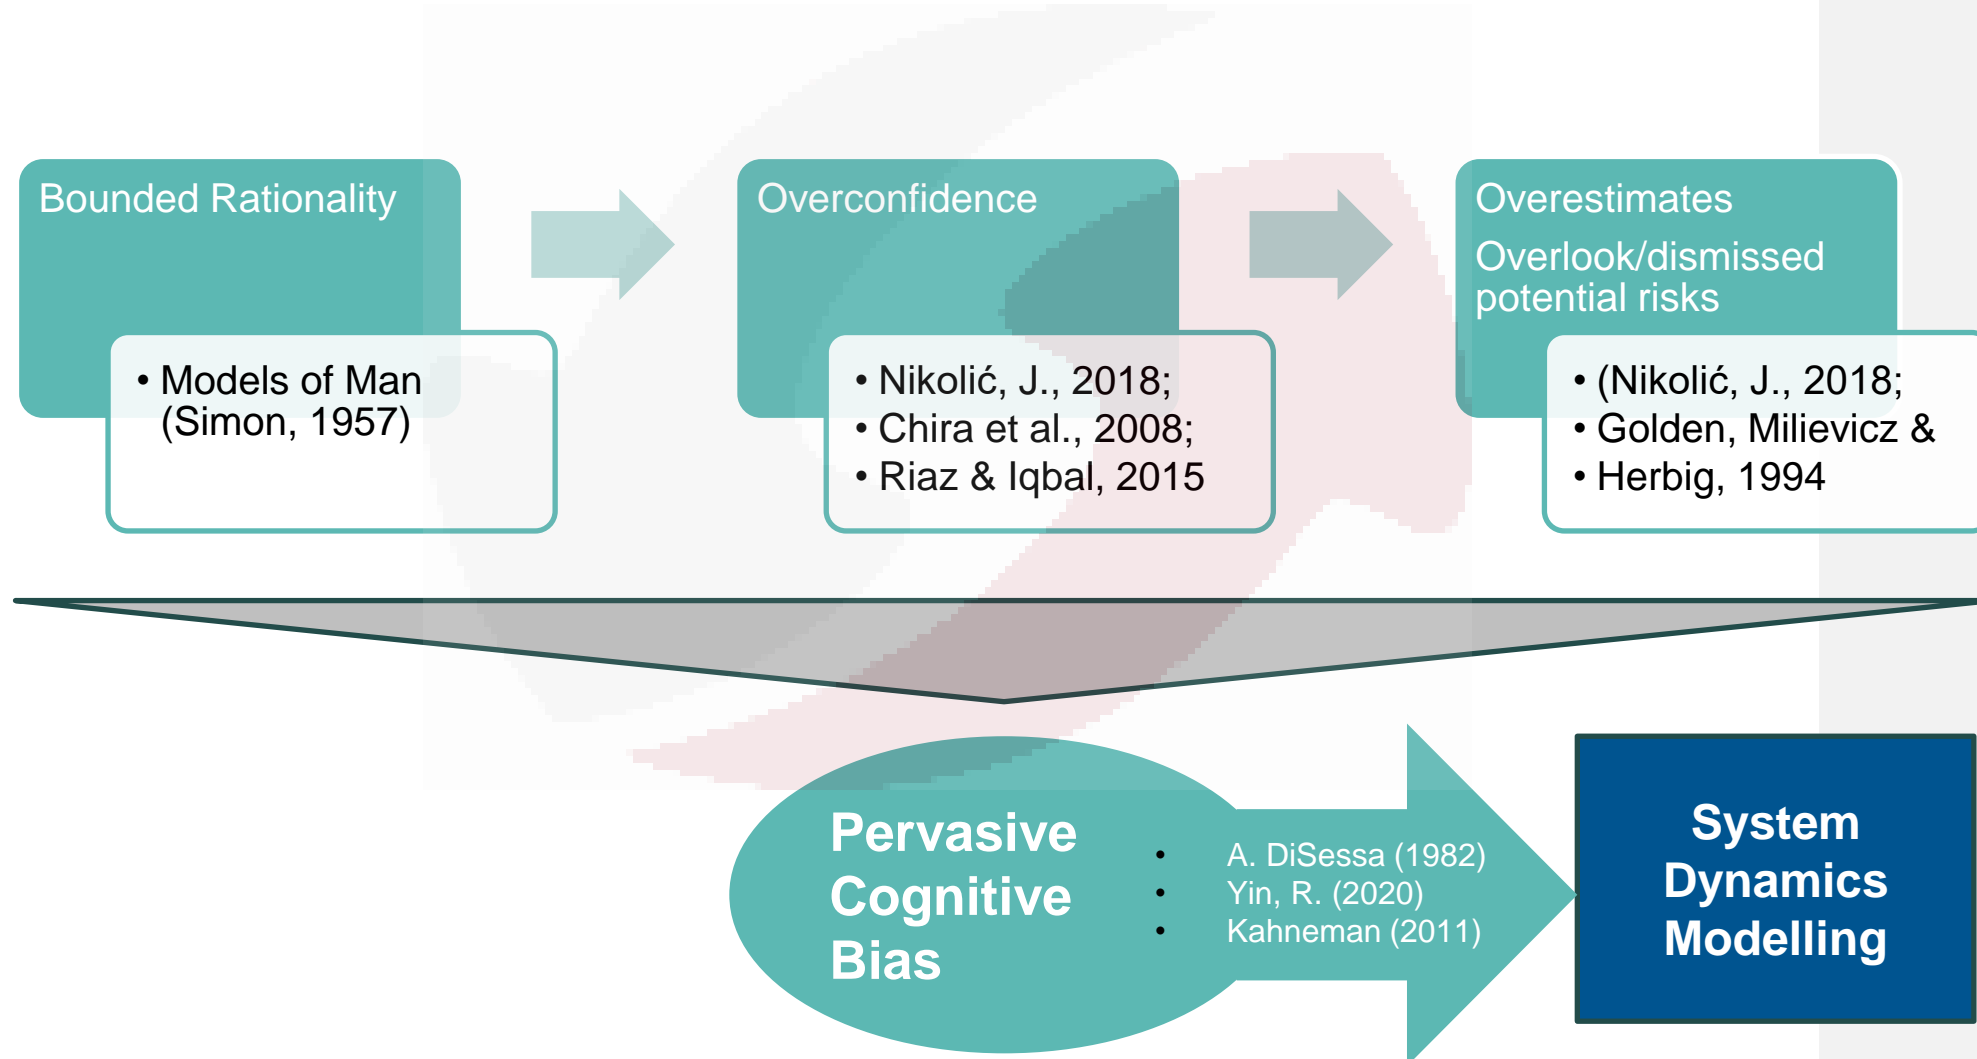 Bounded Rationality
• Models of Man
(Simon, 1957)
Overconfidence
• Nikolić, J., 2018;
• Chira et al., 2008;
• Riaz & Iqbal, 2015
Overestimates
Overlook/dismissed
potential risks
• (Nikolić, J., 2018;
• Golden, Milievicz &
• Herbig, 1994
Pervasive
Cognitive
Bias
• A. DiSessa (1982)
• Yin, R. (2020)
• Kahneman (2011)
System
Dynamics
Modelling